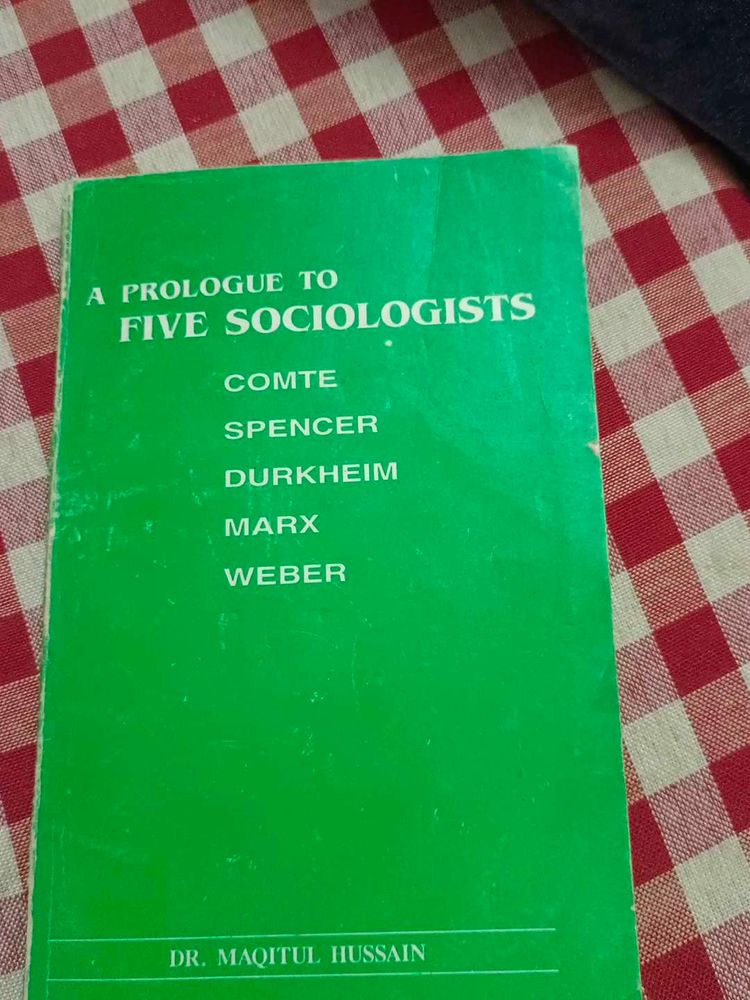 A PROLOGUE TO
FIVE SOCIOLOGISTS
COMTE
SPENCER
DURKHEIM
MARX
WEBER
DR. MAQITUL HUSSAIN